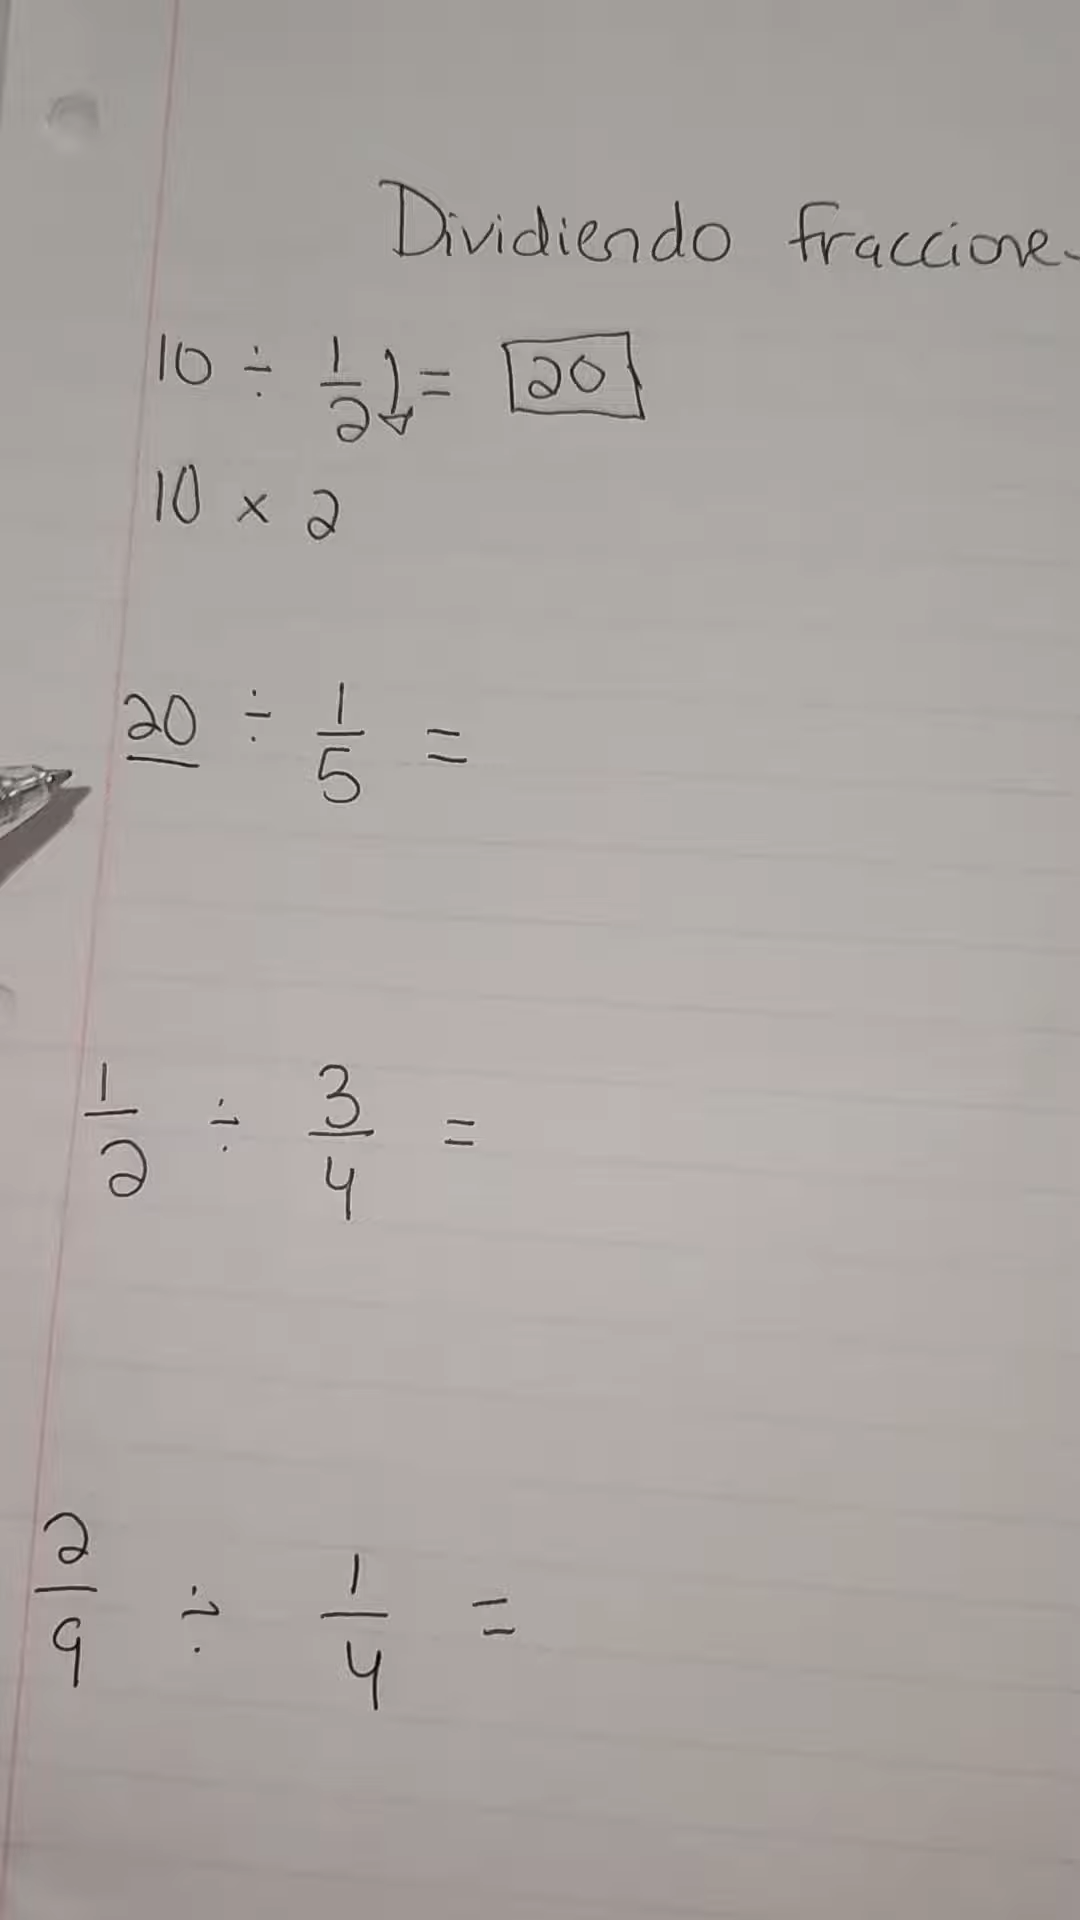 Dividiendo fraccione
10 ÷ 1/2 = 20
10 × 2
20 ÷ 1/5 =
1/2 ÷ 3/4 =
2/9 ÷ 1/4 =